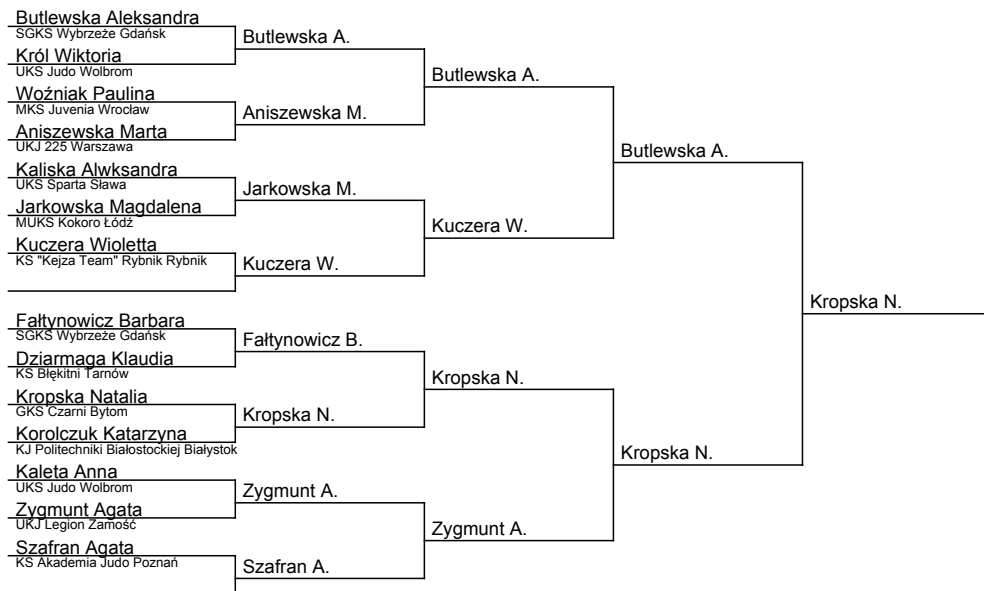 Butlewska Aleksandra
SGKS Wybrzeże Gdańsk
Król Wiktoria
UKS Judo Wolbrom
Woźniak Paulina
MKS Juvenia Wrocław
Aniszewska Marta
UKJ 225 Warszawa
Kaliska Alwksandra
UKS Sparta Sława
Jarkowska Magdalena
MUKS Kokoro Łódź
Kuczera Wioletta
KS "Kejza Team" Rybnik Rybnik
Fałtynowicz Barbara
SGKS Wybrzeże Gdańsk
Dziarmaga Klaudia
KS Błękitni Tarnów
Kropska Natalia
GKS Czarni Bytom
Korolczuk Katarzyna
KJ Politechniki Białostockiej Białystok
Kaleta Anna
UKS Judo Wolbrom
Zygmunt Agata
UKJ Legion Zamość
Szafran Agata
KS Akademia Judo Poznań
Butlewska A.
Aniszewska M.
Jarkowska M.
Kuczera W.
Fałtynowicz B.
Kropska N.
Zygmunt A.
Szafran A.
Butlewska A.
Kuczera W.
Kropska N.
Zygmunt A.
Butlewska A.
Kropska N.
Kropska N.